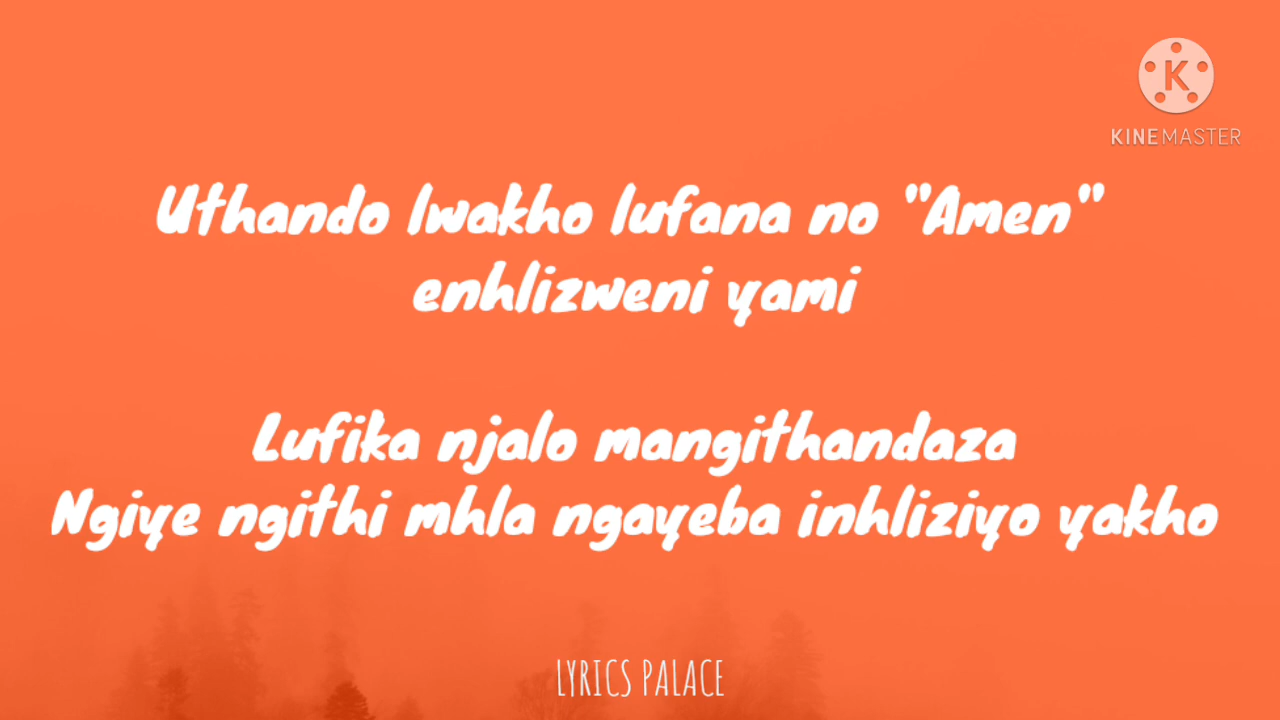 K
KINEMASTER
Uthando lwakho lufana no "Amen"
enhlizweni yami
Lufika njalo mangithandaza
Ngiye ngithi mhla ngayeba inhliziyo yakho
LYRICS PALACE